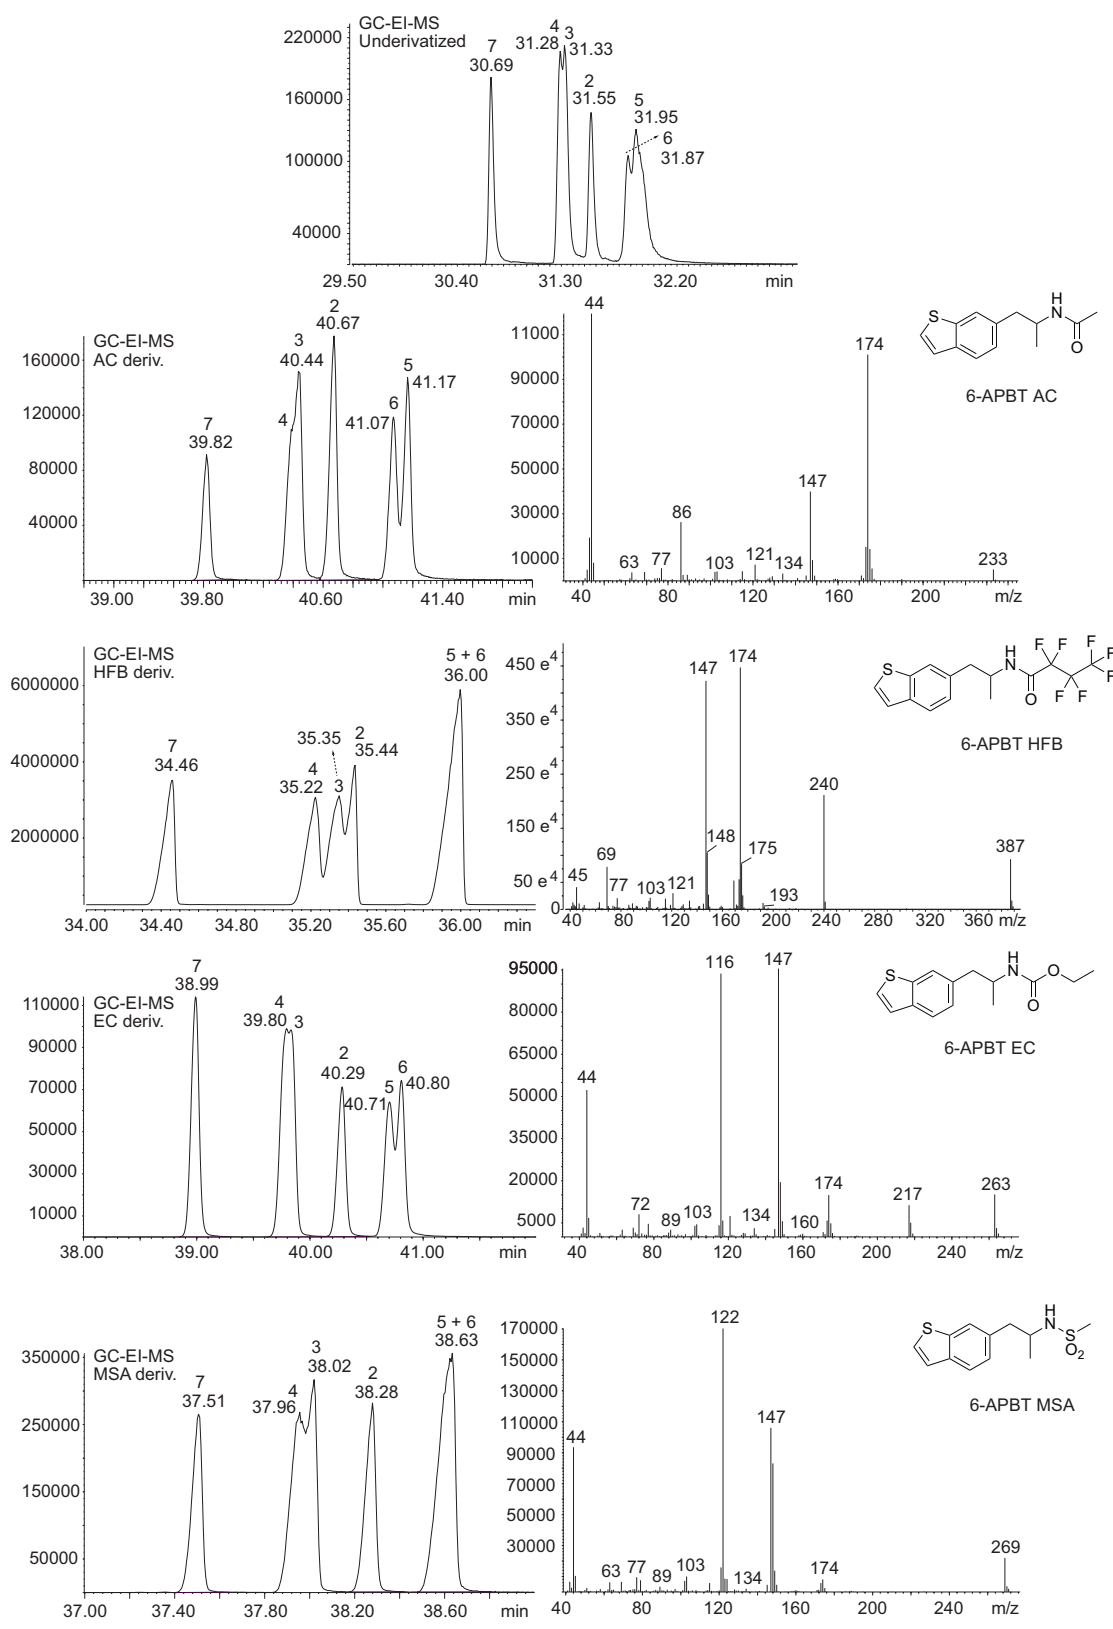 GC-EI-MS
Underivatized
220000
160000
100000
40000
7
30.69
4 3
31.28 31.33
2
31.55
5
31.95
6
31.87
29.50 30.40 31.30 32.20 min
GC-EI-MS
AC deriv.
160000
120000
80000
40000
7
39.82
4
3
40.44
2
40.67
6
41.07
5
41.17
39.00 39.80 40.60 41.40 min
11000
90000
70000
50000
30000
10000
44
63
77
86
103
121
134
147
174
233
40 80 120 160 200 m/z
S
H
N
O
6-APBT AC
GC-EI-MS
HFB deriv.
6000000
4000000
2000000
7
34.46
4
35.22
35.35
3
2
35.44
5 + 6
36.00
34.00 34.40 34.80 35.20 35.60 36.00 min
450 e4
350 e4
250 e4
150 e4
50 e4
45
69
77
103
121
147
148
174
175
193
240
387
40 80 120 160 200 240 280 320 360 m/z
S
H
N
O
F F
F F
F
F
F
6-APBT HFB
GC-EI-MS
EC deriv.
110000
90000
70000
50000
30000
10000
7
38.99
4
39.80 3
2
40.29
5
40.71
6
40.80
38.00 39.00 40.00 41.00 min
95000
80000
65000
50000
35000
20000
5000
44
72
89
103
116
134
147
160
174
217
263
40 80 120 160 200 240 m/z
S
H
N
O
O
6-APBT EC
GC-EI-MS
MSA deriv.
350000
250000
150000
50000
7
37.51
4
37.96
3
38.02
2
38.28
5 + 6
38.63
37.00 37.40 37.80 38.20 38.60 min
170000
150000
130000
110000
90000
70000
50000
30000
44
63
77
89
103
122
134
147
174
269
40 80 120 160 200 240 m/z
S
H
N
S
O2
6-APBT MSA